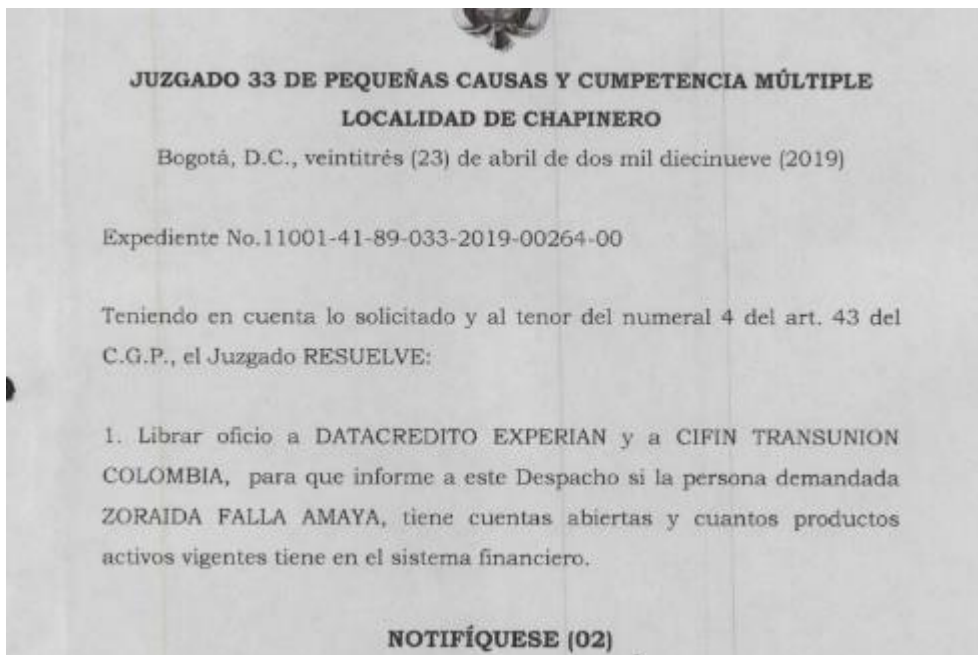 JUZGADO 33 DE PEQUEÑAS CAUSAS Y CUMPETENCIA MÚLTIPLE
LOCALIDAD DE CHAPINERO
Bogotá, D.C., veintitrés (23) de abril de dos mil diecinueve (2019)
Expediente No.11001-41-89-033-2019-00264-00
Teniendo en cuenta lo solicitado y al tenor del numeral 4 del art. 43 del
C.G.P., el Juzgado RESUELVE:
1. Librar oficio a DATACREDITO EXPERIAN y a CIFIN TRANSUNION
COLOMBIA, para que informe a este Despacho si la persona demandada
ZORAIDA FALLA AMAYA, tiene cuentas abiertas y cuantos productos
activos vigentes tiene en el sistema financiero.
NOTIFÍQUESE (02)